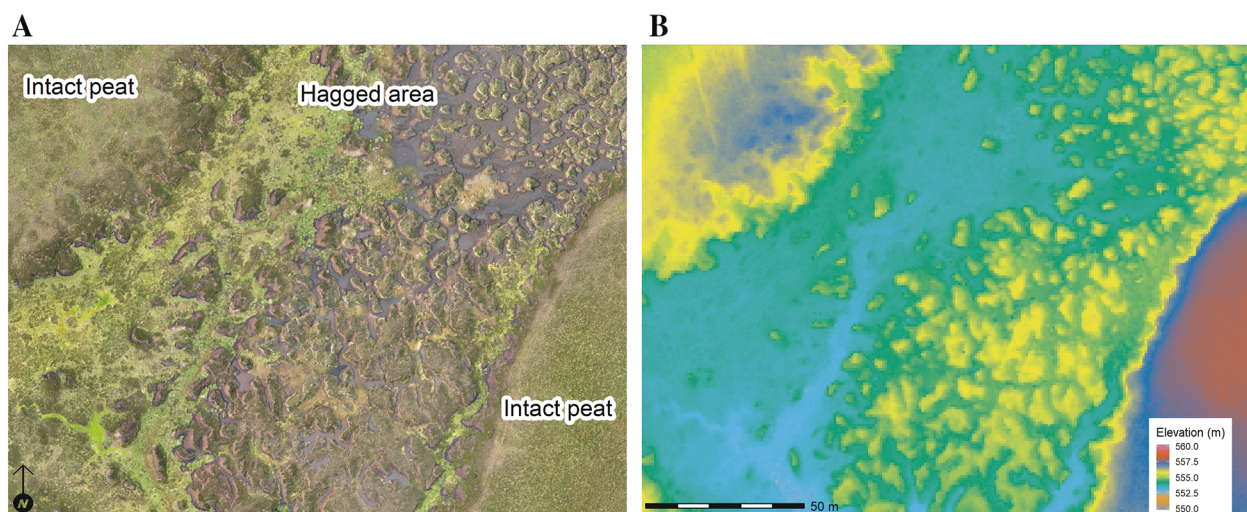 A
B
Intact peat
Hagged area
Intact peat
N
50 m
Elevation (m)
560.0
557.5
555.0
552.5
550.0